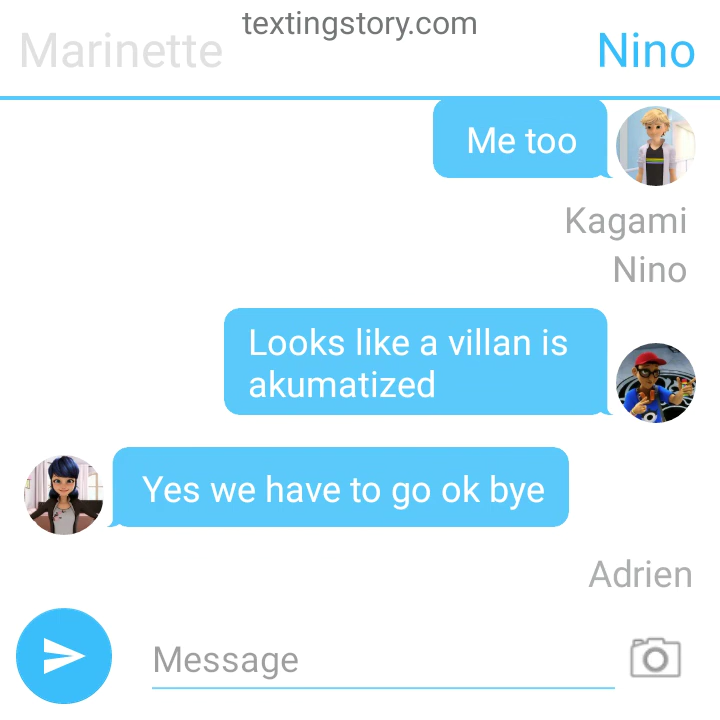 textingstory.com
Marinette
Nino
Me too
Kagami
Nino
Looks like a villan is
akumatized
Yes we have to go ok bye
Adrien
Message